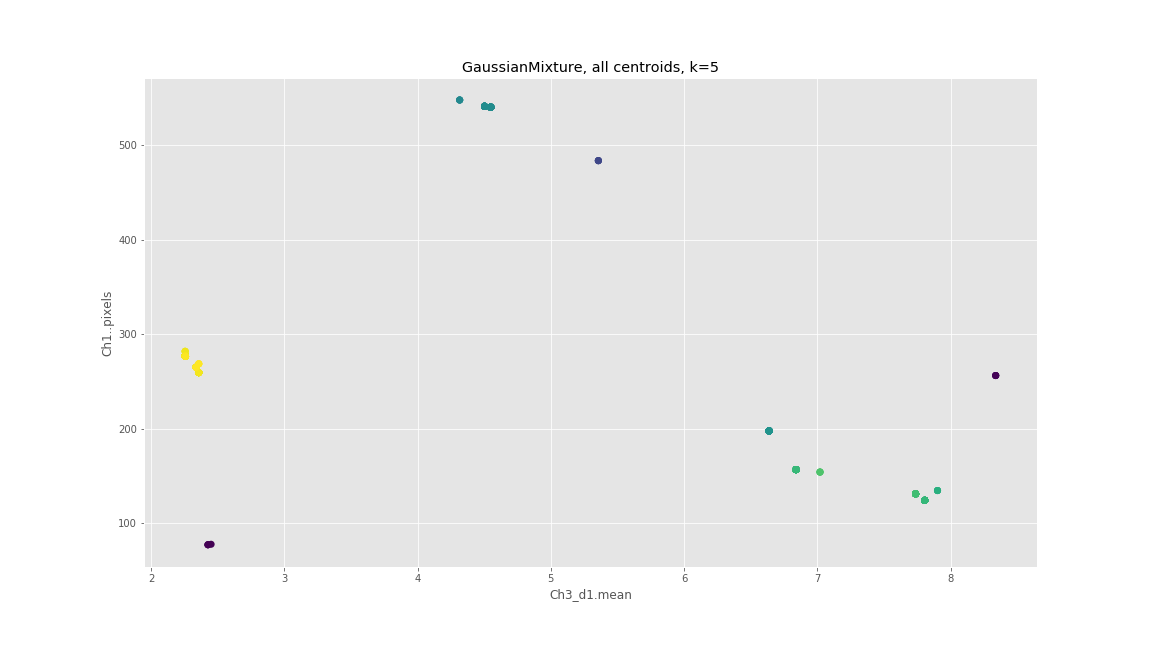 GaussianMixture, all centroids, k=5
500
400
300
200
100
Ch1..pixels
2 3 4 5 6 7 8
Ch3_d1.mean